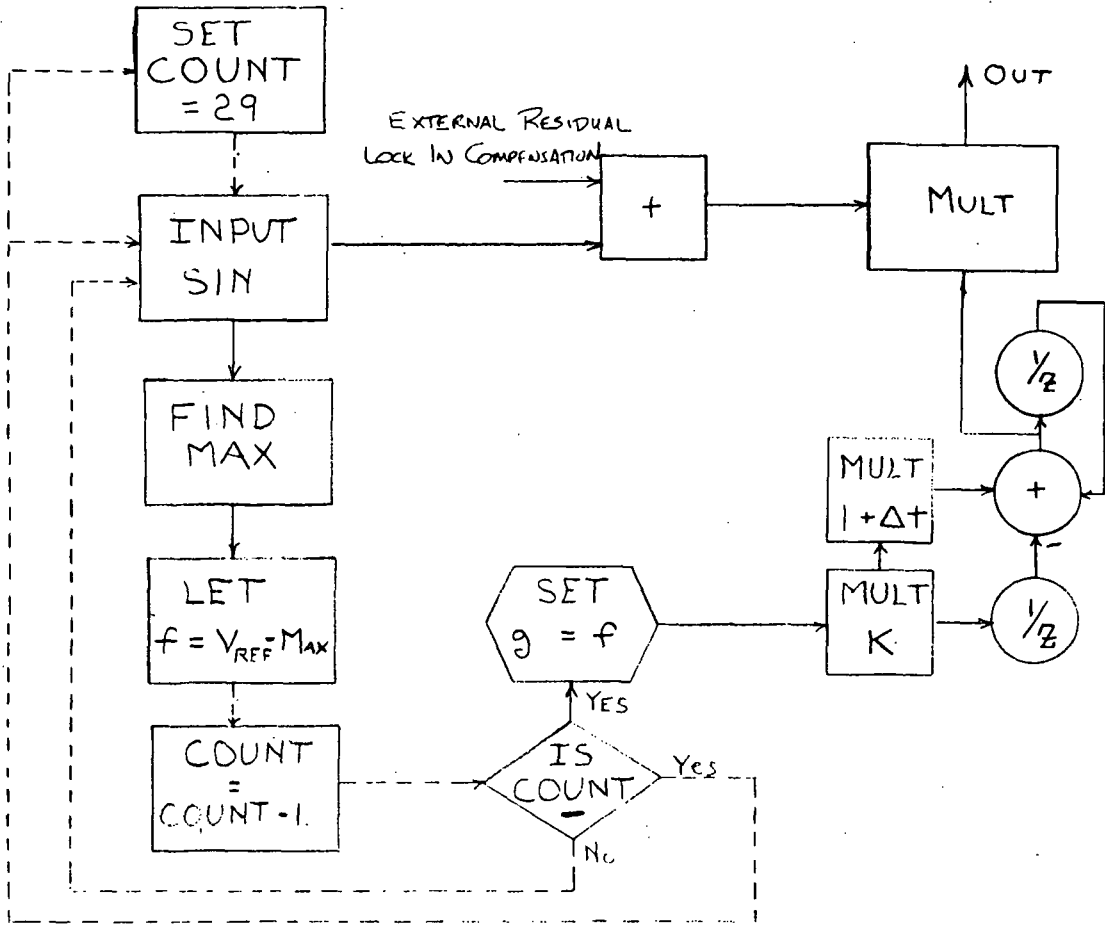 SET
COUNT
= 29
INPUT
SIN
FIND
MAX
LET
f = V_REF - MAX
COUNT
=
COUNT - 1.
IS
COUNT
-
YES
Yes
No
SET
g = f
MULT
K
MULT
1 + Δt
1/z
+
-
1/z
EXTERNAL RESIDUAL
LOCK IN COMPENSATION
+
MULT
OUT